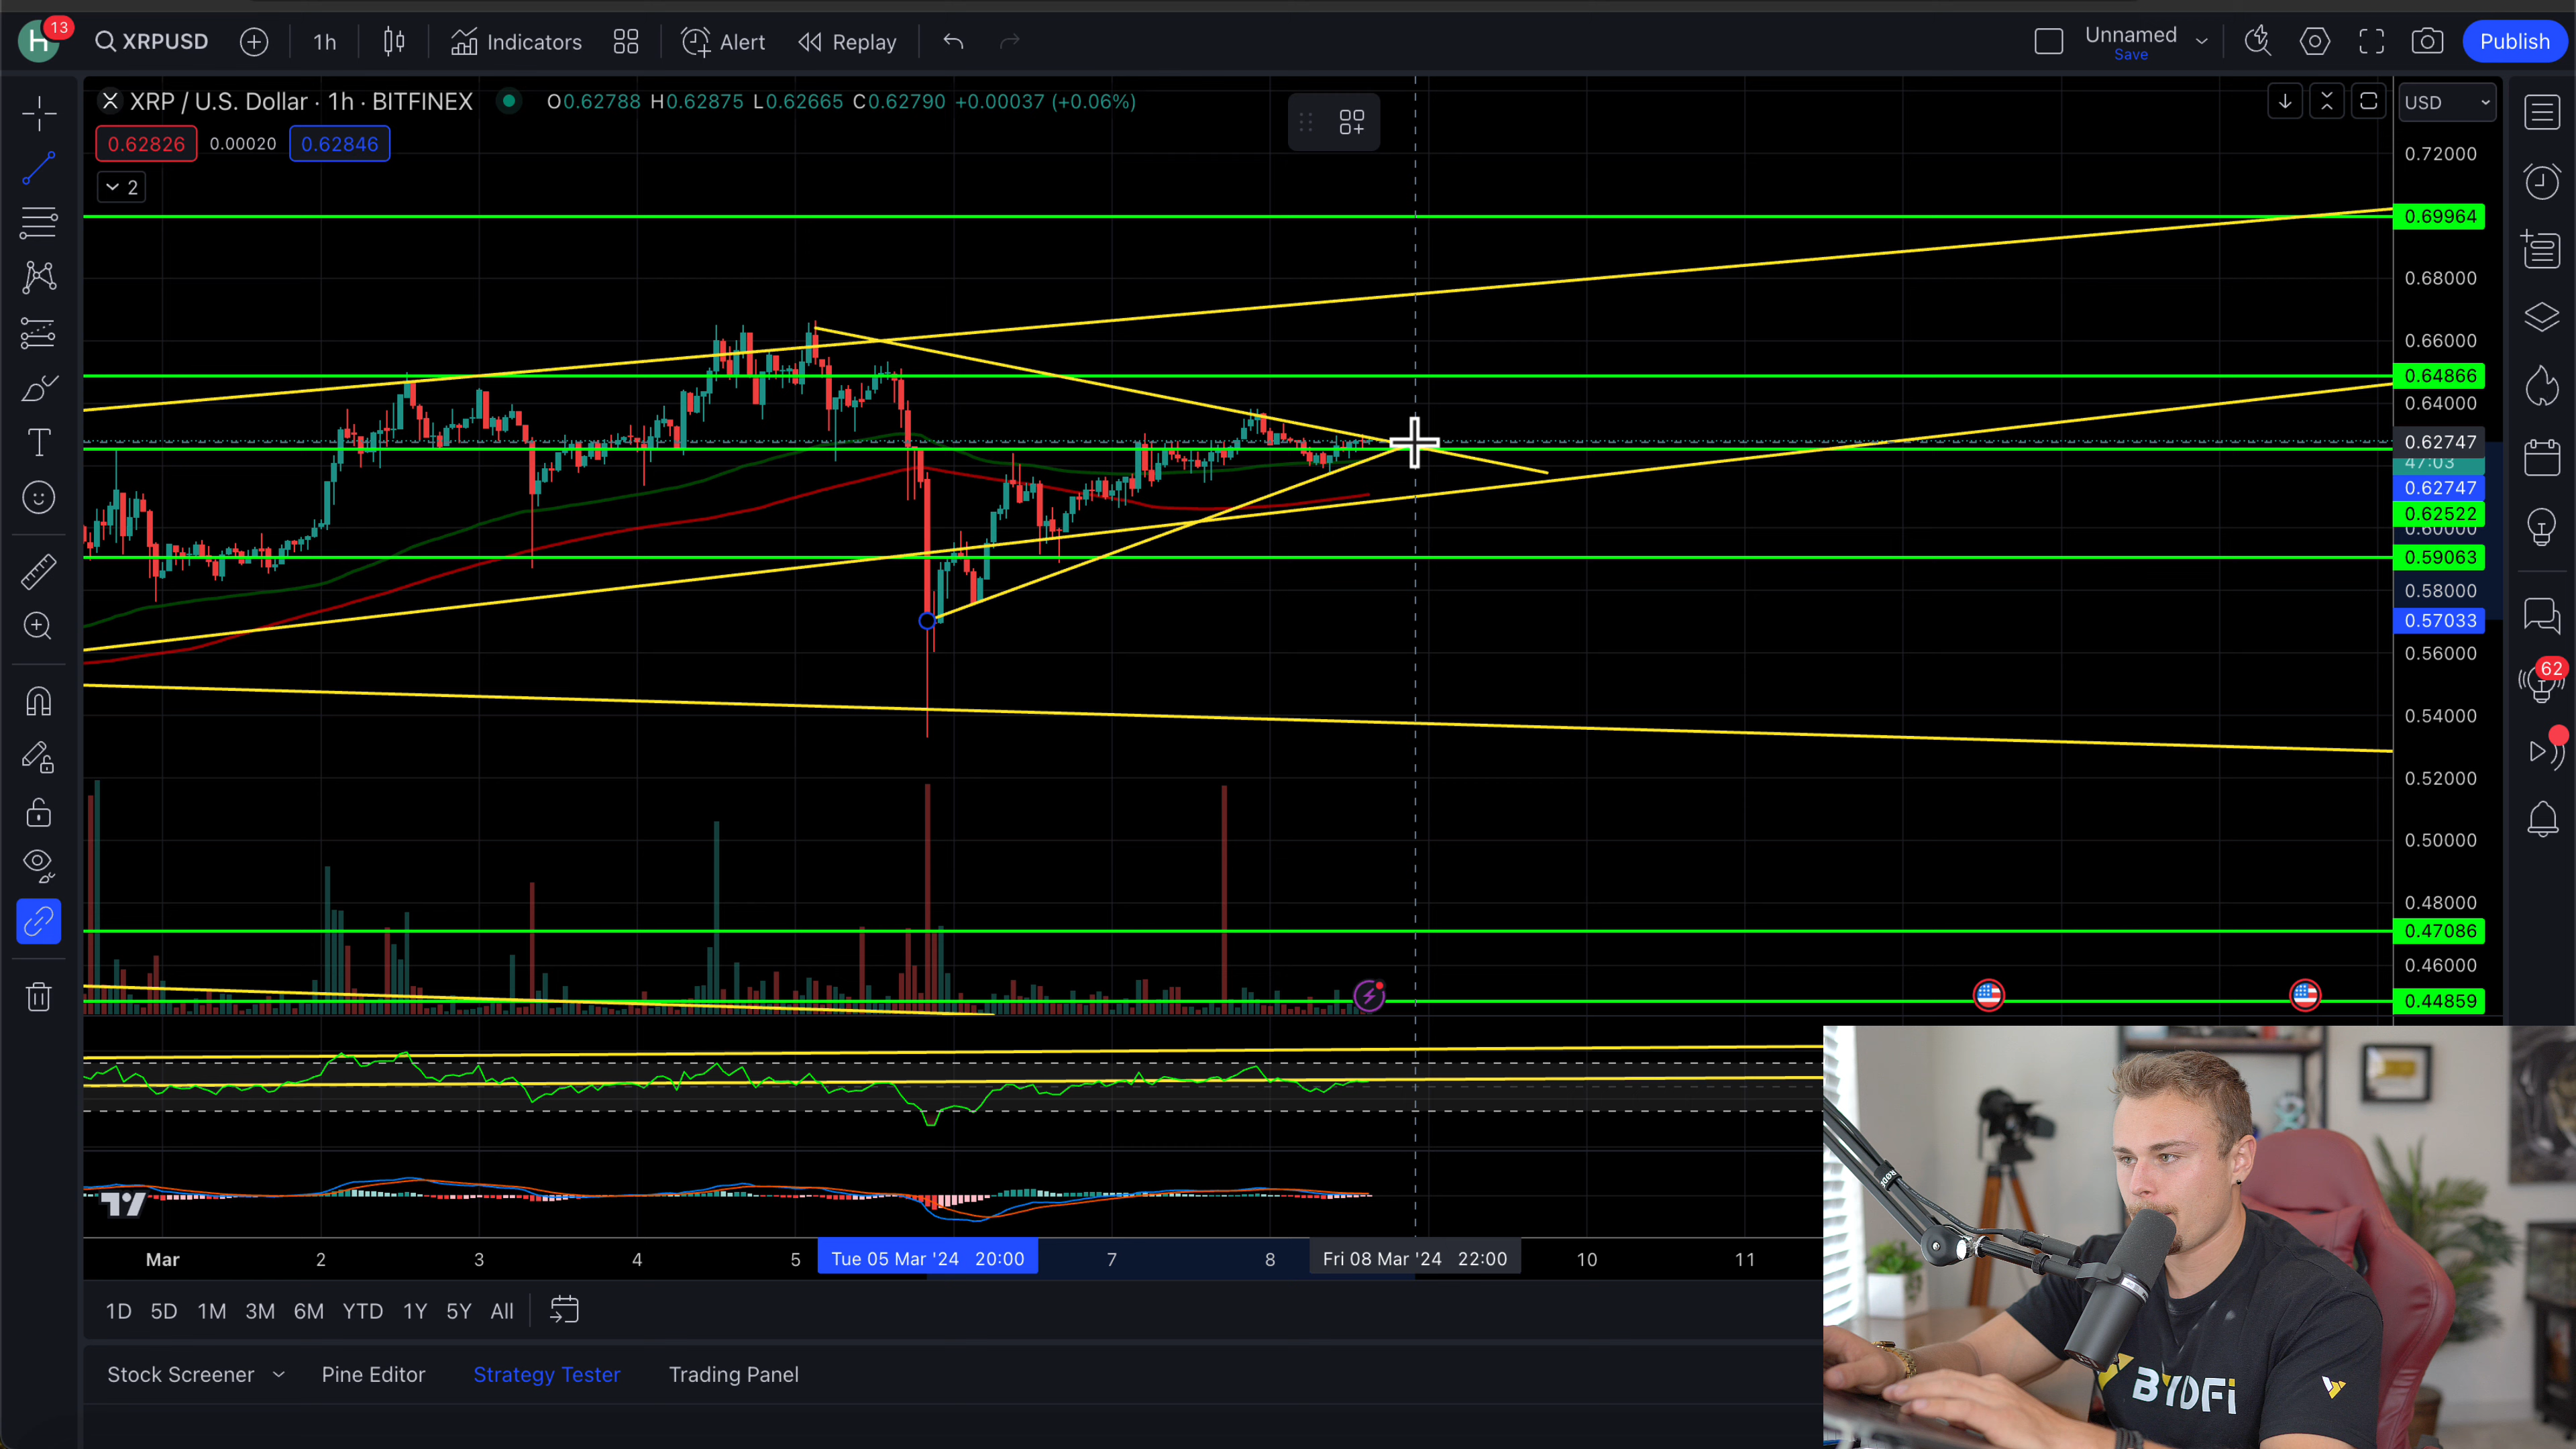 H 13 XRPUSD 1h Indicators Alert Replay Unnamed Publish
Save
XRP / U.S. Dollar · 1h · BITFINEX O0.62788 H0.62875 L0.62665 C0.62790 +0.00037 (+0.06%) USD
0.62826 0.00020 0.62846
2
0.72000
0.69964
0.68000
0.66000
0.64866
0.64000
0.62747
47:03
0.62747
0.62522
0.60000
0.59063
0.58000
0.57033
0.56000
62
0.54000
0.52000
0.50000
0.48000
0.47086
0.46000
0.44859
Mar 2 3 4 5 Tue 05 Mar '24 20:00 7 8 Fri 08 Mar '24 22:00 10 11
1D 5D 1M 3M 6M YTD 1Y 5Y All
Stock Screener Pine Editor Strategy Tester Trading Panel
RØDE
BYDFi